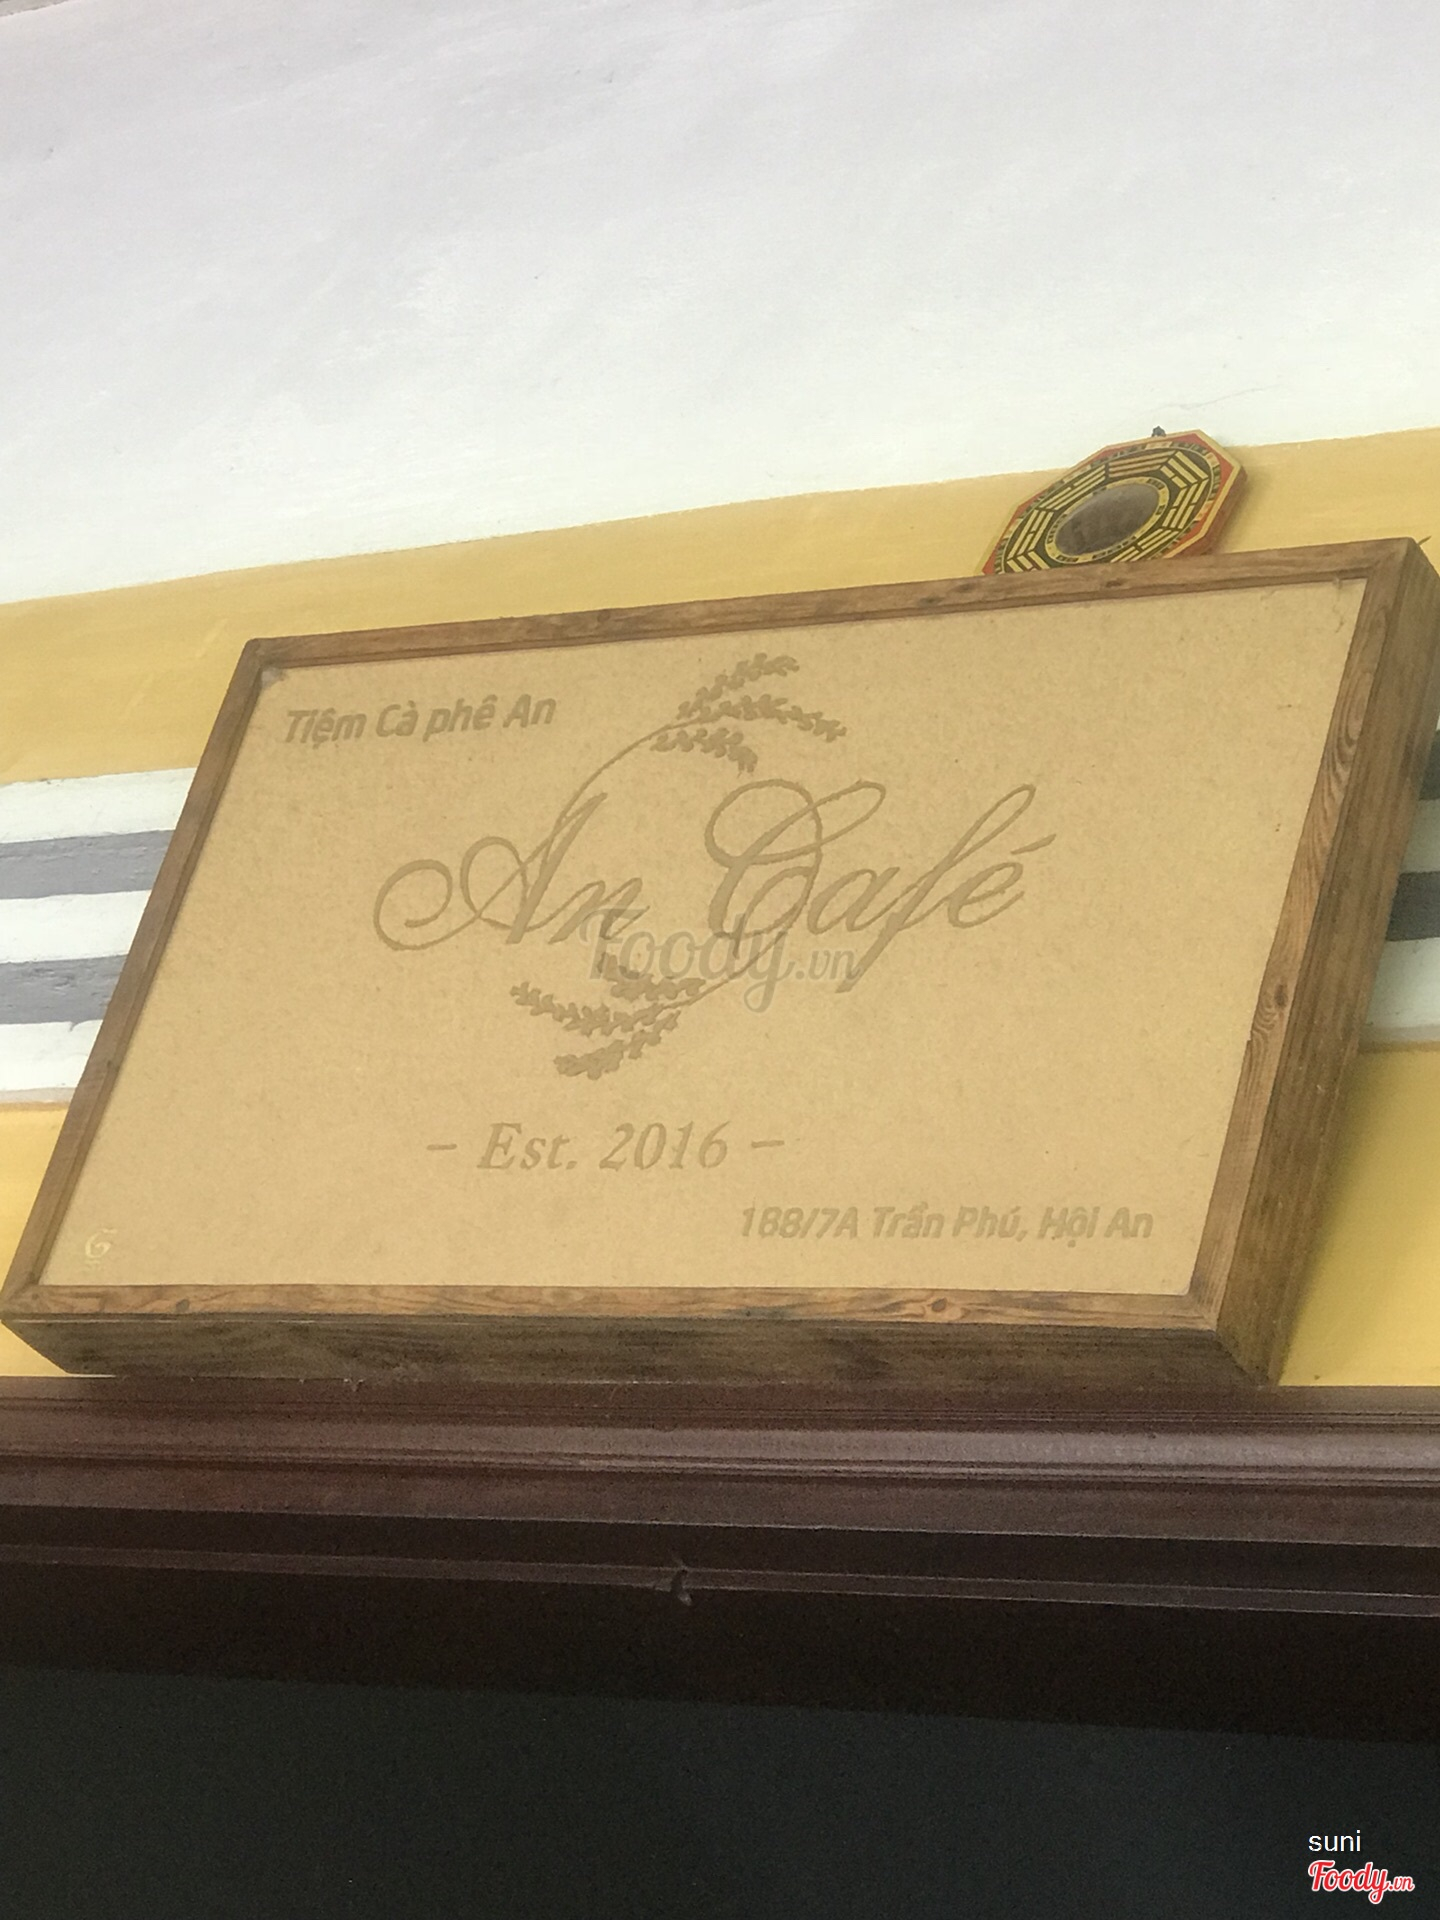 Tiệm Cà phê An
An Café
Foody.vn
- Est. 2016 -
188/7A Trần Phú, Hội An
suni
Foody.vn